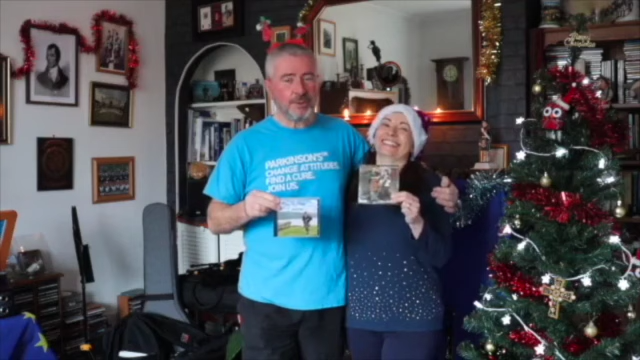 PARKINSON'S
CHANGE ATTITUDES.
FIND A CURE.
JOIN US.